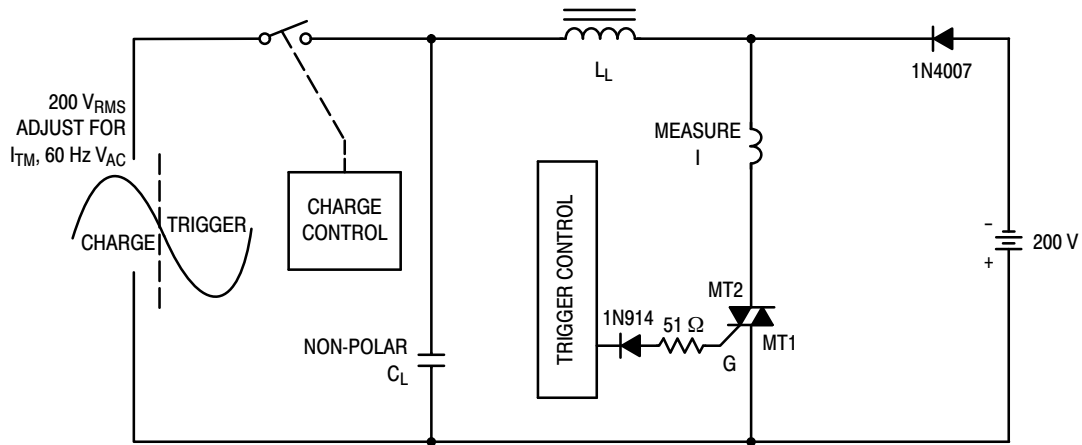 L_L
1N4007
200 V_RMS
ADJUST FOR
I_TM, 60 Hz V_AC
MEASURE
I
CHARGE
TRIGGER
CHARGE
CONTROL
TRIGGER CONTROL
-
+
200 V
MT2
1N914
51 Ω
MT1
G
NON-POLAR
C_L